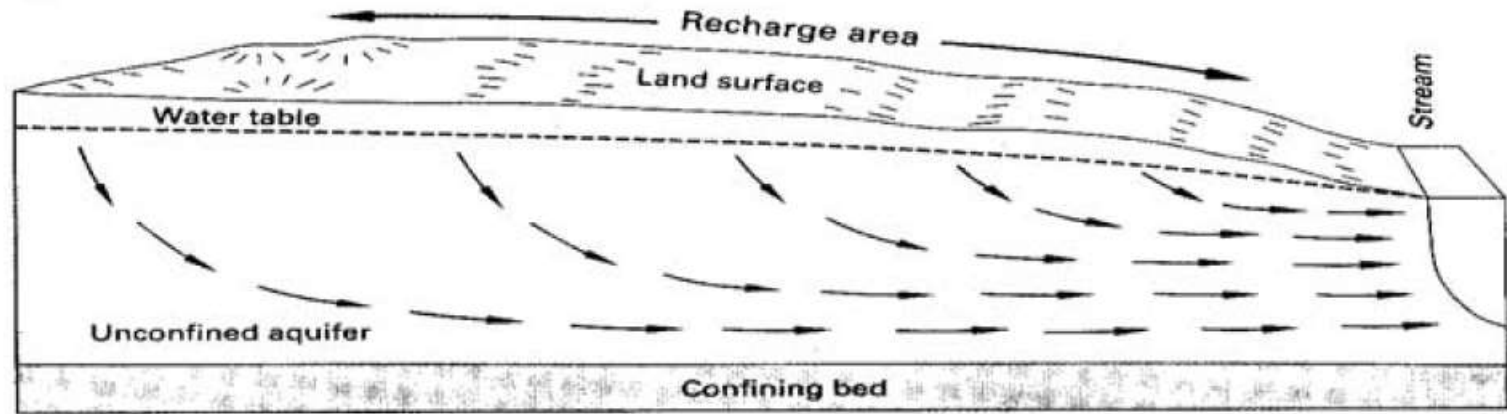 Recharge area
Land surface
Stream
Water table
Unconfined aquifer
Confining bed